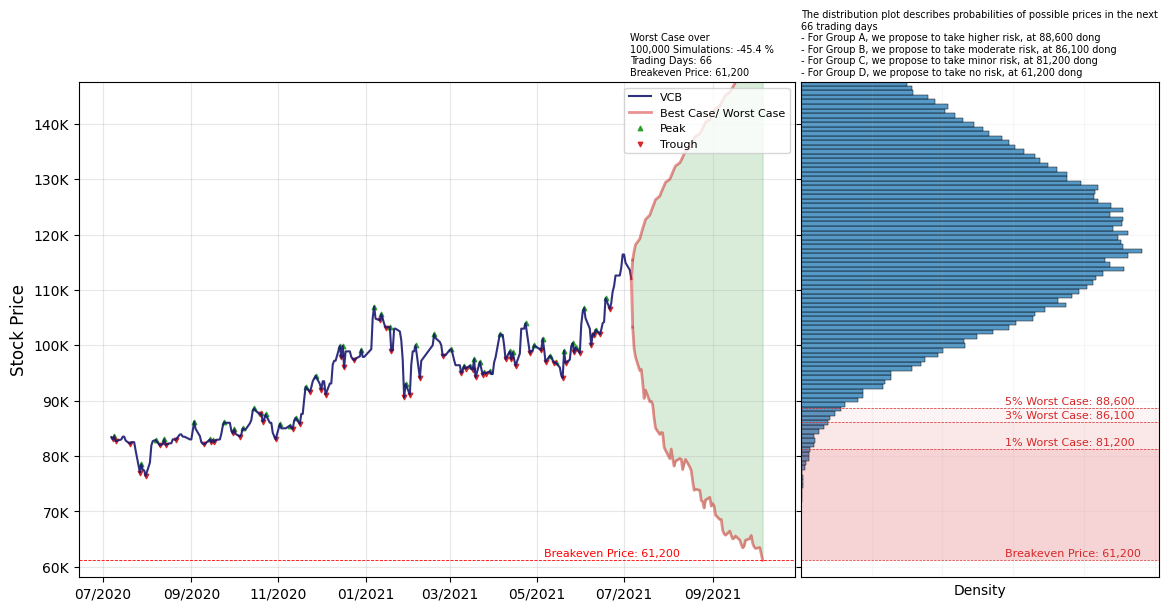 The distribution plot describes probabilities of possible prices in the next
66 trading days
- For Group A, we propose to take higher risk, at 88,600 dong
- For Group B, we propose to take moderate risk, at 86,100 dong
- For Group C, we propose to take minor risk, at 81,200 dong
- For Group D, we propose to take no risk, at 61,200 dong
Worst Case over
100,000 Simulations: -45.4 %
Trading Days: 66
Breakeven Price: 61,200
VCB
Best Case/ Worst Case
Peak
Trough
Stock Price
140K
130K
120K
110K
100K
90K
80K
70K
60K
Breakeven Price: 61,200
07/2020
09/2020
11/2020
01/2021
03/2021
05/2021
07/2021
09/2021
5% Worst Case: 88,600
3% Worst Case: 86,100
1% Worst Case: 81,200
Breakeven Price: 61,200
Density